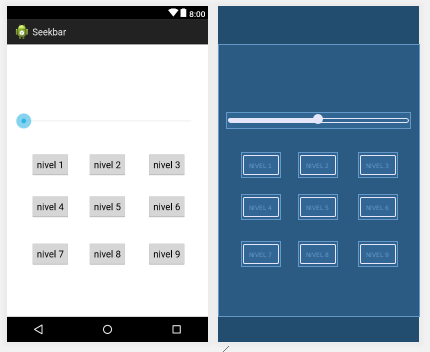 8:00
Seekbar
nivel 1 nivel 2 nivel 3
nivel 4 nivel 5 nivel 6
nivel 7 nivel 8 nivel 9
NIVEL 1 NIVEL 2 NIVEL 3
NIVEL 4 NIVEL 5 NIVEL 6
NIVEL 7 NIVEL 8 NIVEL 9